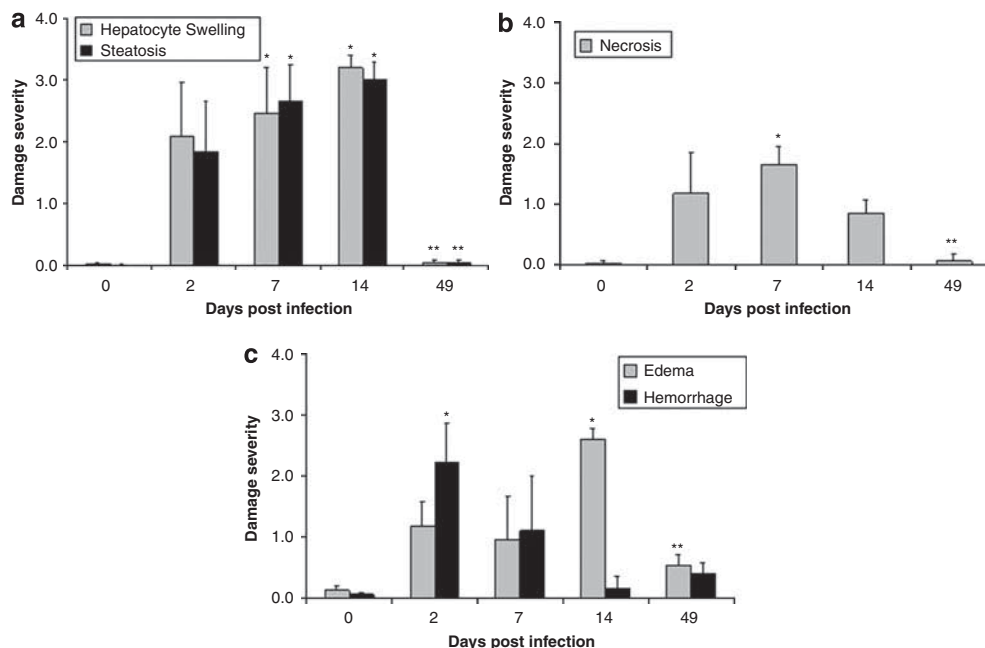 a
4.0
3.0
2.0
1.0
0.0
Damage severity
Hepatocyte Swelling
Steatosis
* * * *
** **
0 2 7 14 49
Days post infection
b
4.0
3.0
2.0
1.0
0.0
Damage severity
Necrosis
*
**
0 2 7 14 49
Days post infection
c
4.0
3.0
2.0
1.0
0.0
Damage severity
Edema
Hemorrhage
* *
**
0 2 7 14 49
Days post infection